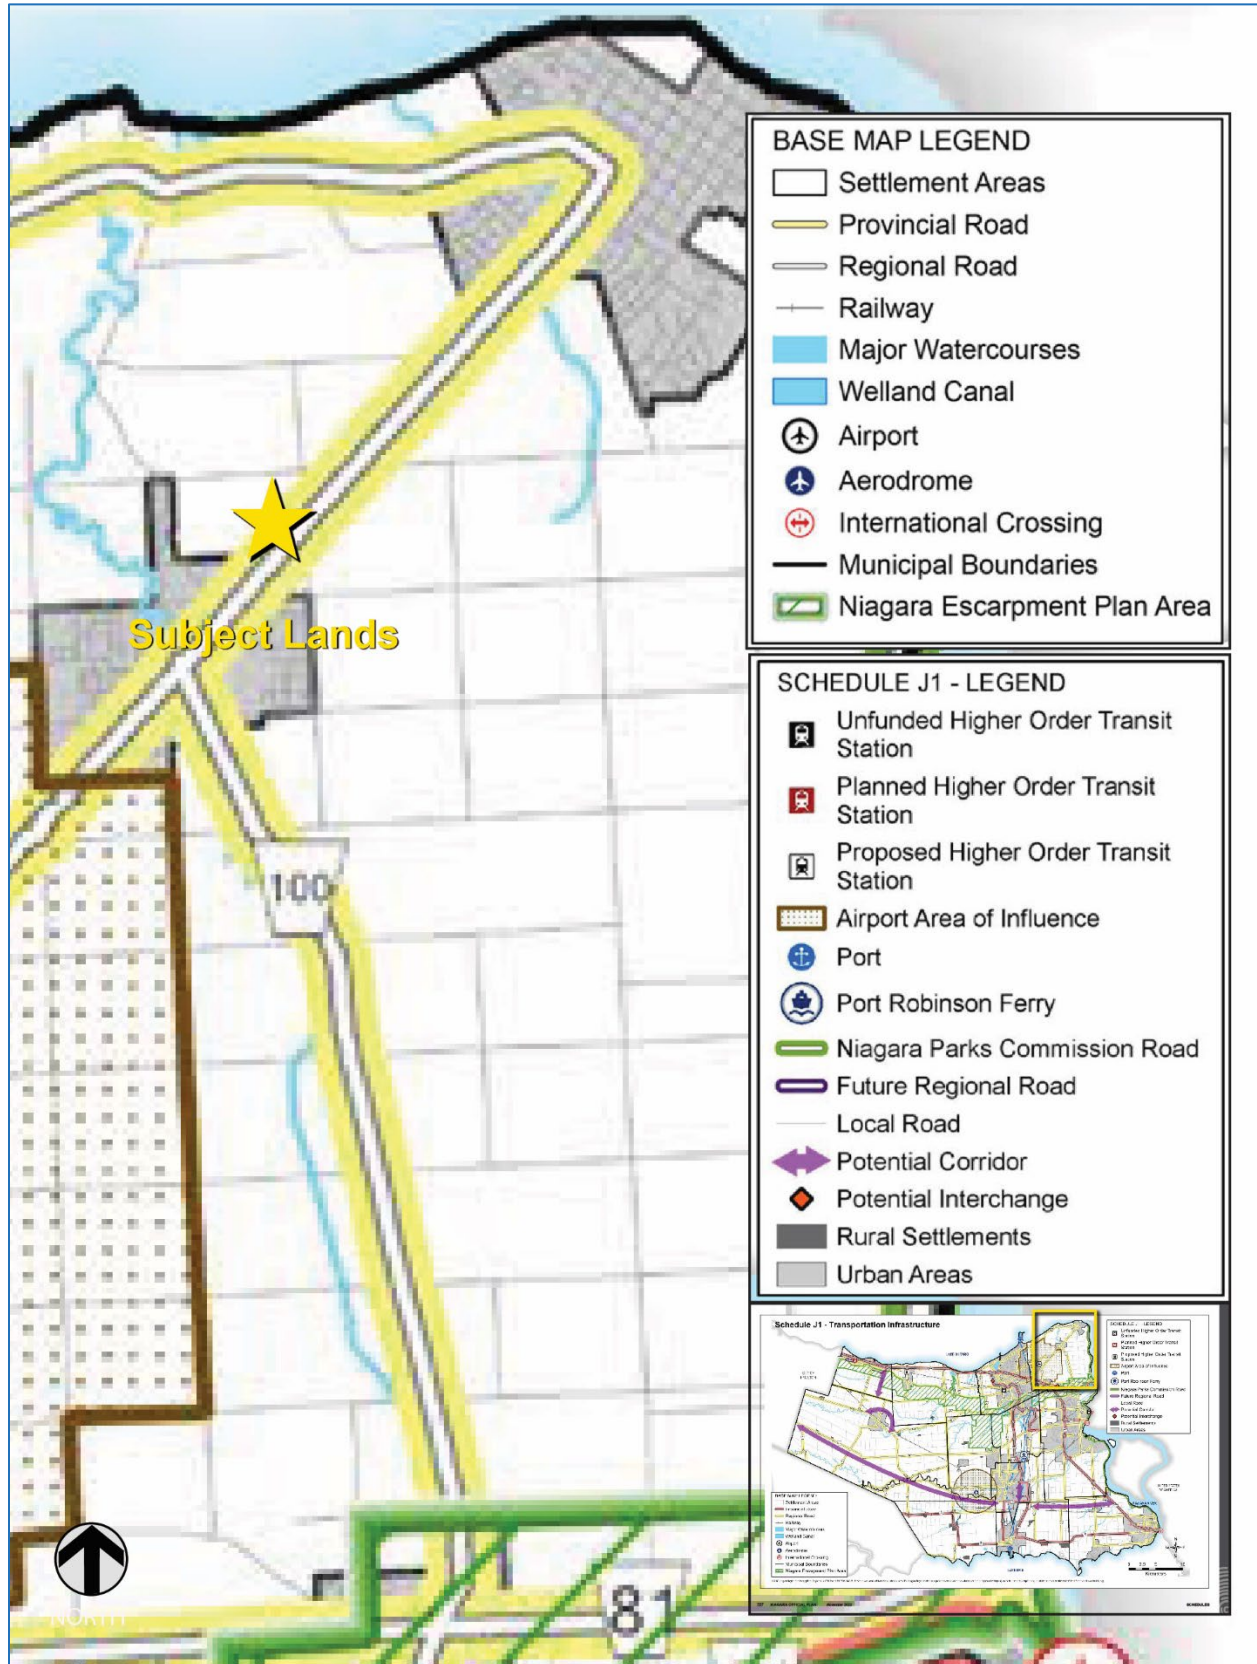 BASE MAP LEGEND
Settlement Areas
Provincial Road
Regional Road
Railway
Major Watercourses
Welland Canal
Airport
Aerodrome
International Crossing
Municipal Boundaries
Niagara Escarpment Plan Area
Subject Lands
SCHEDULE J1 - LEGEND
Unfunded Higher Order Transit
Station
Planned Higher Order Transit
Station
Proposed Higher Order Transit
Station
Airport Area of Influence
Port
Port Robinson Ferry
Niagara Parks Commission Road
Future Regional Road
Local Road
Potential Corridor
Potential Interchange
Rural Settlements
Urban Areas
100
Schedule J1 - Transportation Infrastructure
81
NORTH